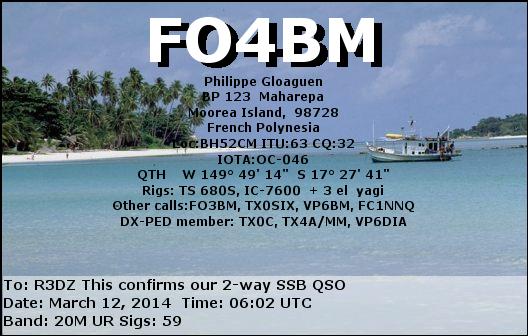 FO4BM
Philippe Gloaguen
BP 123 Maharepa
Moorea Island, 98728
French Polynesia
Loc:BH52CM ITU:63 CQ:32
IOTA:OC-046
QTH W 149° 49' 14" S 17° 27' 41"
Rigs: TS 680S, IC-7600 + 3 el yagi
Other calls:FO3BM, TX0SIX, VP6BM, FC1NNQ
DX-PED member: TX0C, TX4A/MM, VP6DIA
To: R3DZ This confirms our 2-way SSB QSO
Date: March 12, 2014 Time: 06:02 UTC
Band: 20M UR Sigs: 59